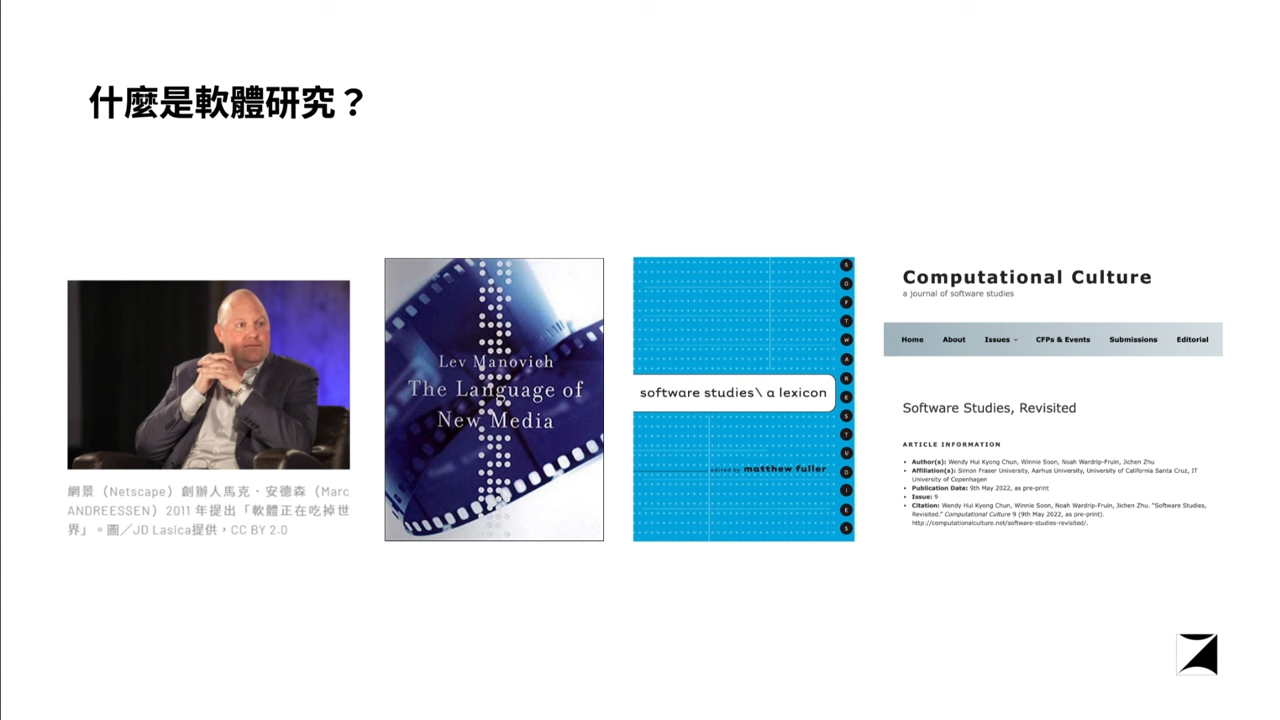 什麼是軟體研究？
網景（Netscape）創辦人馬克．安德森（Marc
ANDREESSEN）2011 年提出「軟體正在吃掉世
界」。圖／JD Lasica提供，CC BY 2.0
Lev Manovich
The Language of
New Media
software studies\ a lexicon
edited by matthew fuller
SOFTWARESTUDIES
Computational Culture
a journal of software studies
Home About Issues CFPs & Events Submissions Editorial
Software Studies, Revisited
ARTICLE INFORMATION
• Author(s): Wendy Hui Kyong Chun, Winnie Soon, Noah Wardrip-Fruin, Jichen Zhu
• Affiliation(s): Simon Fraser University, Aarhus University, University of California Santa Cruz, IT
University of Copenhagen
• Publication Date: 9th May 2022, as pre-print
• Issue: 9
• Citation: Wendy Hui Kyong Chun, Winnie Soon, Noah Wardrip-Fruin, Jichen Zhu. "Software Studies,
Revisited." Computational Culture 9 (9th May 2022, as pre-print).
http://computationalculture.net/software-studies-revisited/.